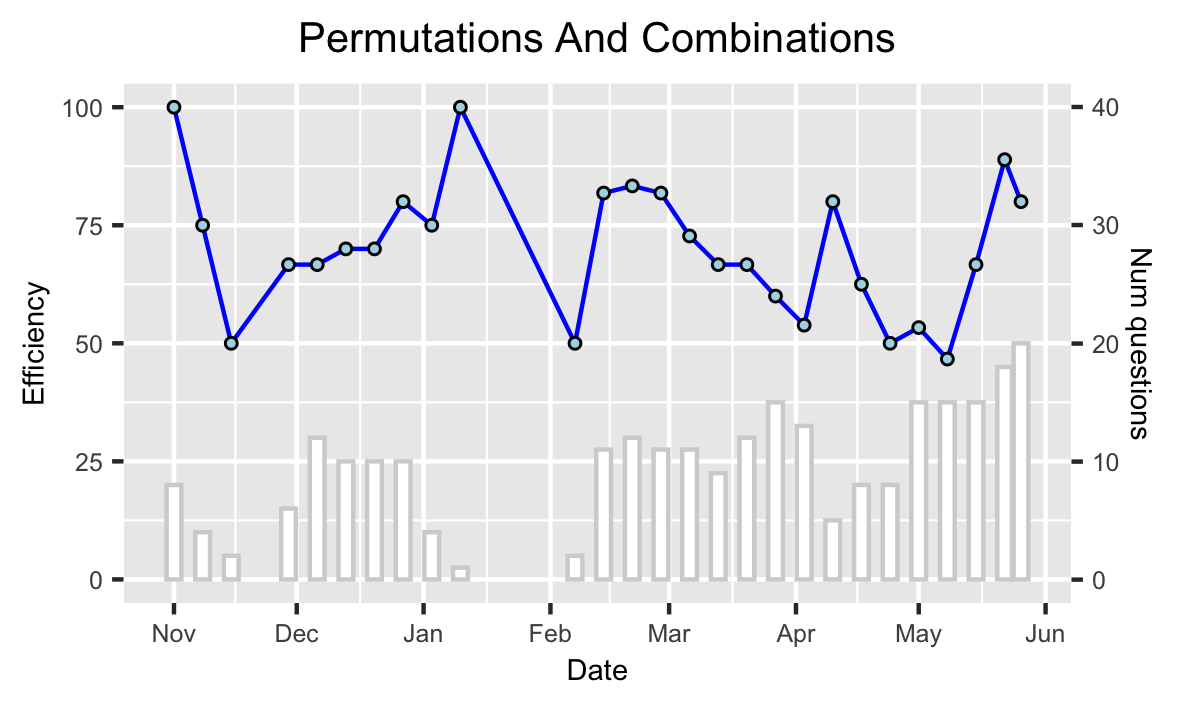 Permutations And Combinations
Efficiency
100
75
50
25
0
40
30
20
10
0
Num questions
Nov Dec Jan Feb Mar Apr May Jun
Date